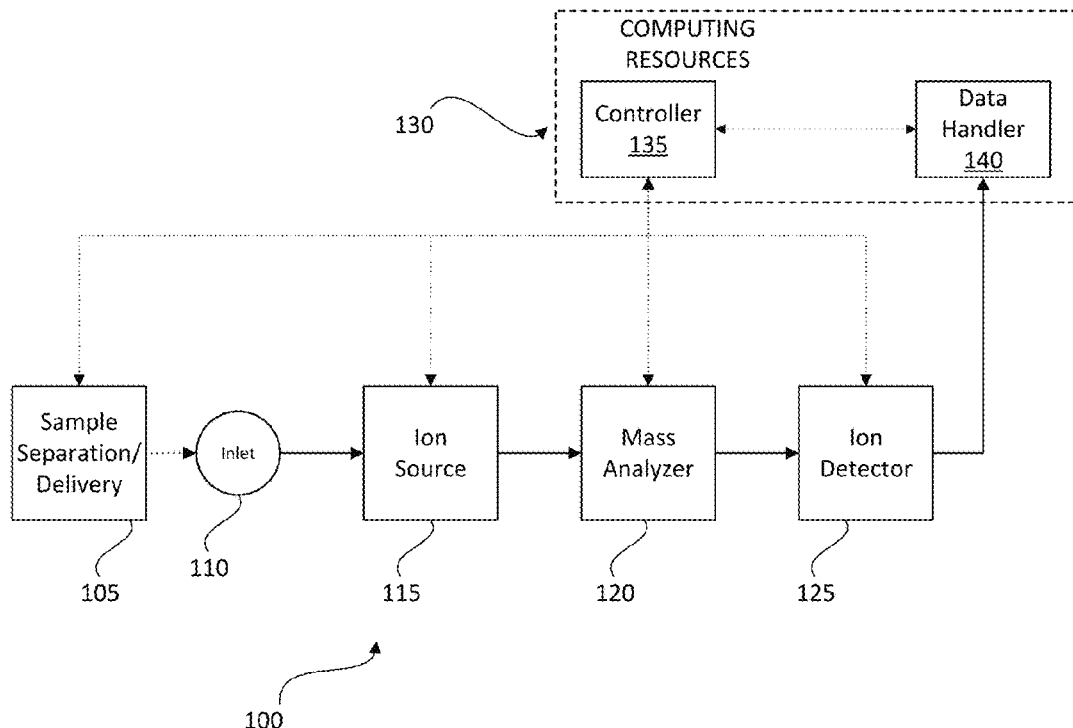 COMPUTING
RESOURCES
130
Controller
135
Data
Handler
140
Sample
Separation/
Delivery
Inlet
Ion
Source
Mass
Analyzer
Ion
Detector
105
110
115
120
125
100